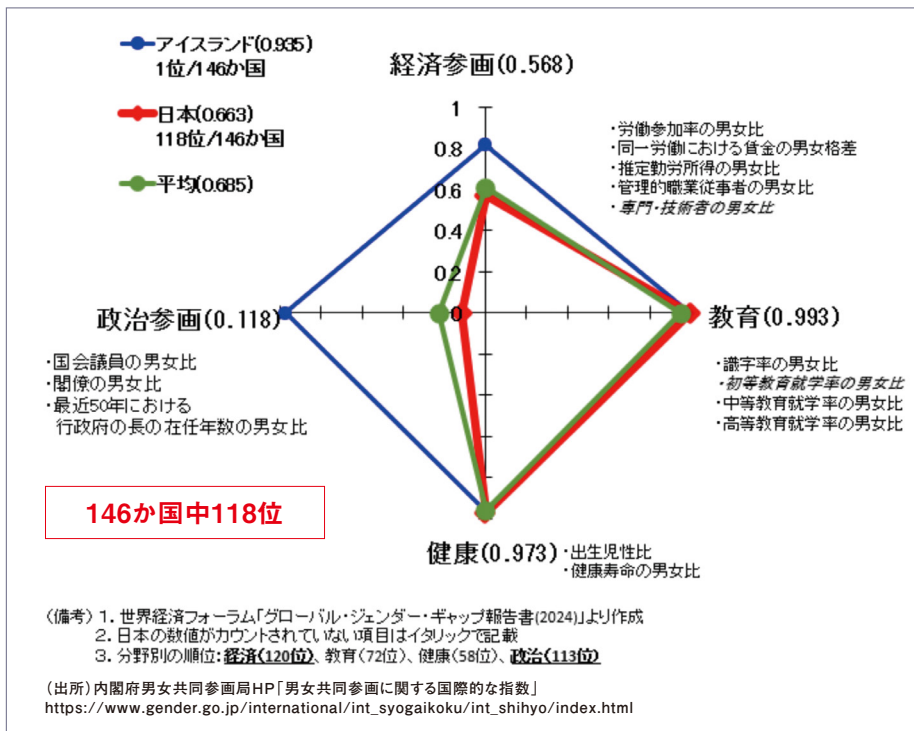 アイスランド(0.935)
1位/146か国
日本(0.663)
118位/146か国
平均(0.685)
経済参画(0.568)
1
0.8
0.6
0.4
0.2
0
・労働参加率の男女比
・同一労働における賃金の男女格差
・推定勤労所得の男女比
・管理的職業従事者の男女比
・専門・技術者の男女比
政治参画(0.118)
・国会議員の男女比
・閣僚の男女比
・最近50年における
行政府の長の在任年数の男女比
教育(0.993)
・識字率の男女比
・初等教育就学率の男女比
・中等教育就学率の男女比
・高等教育就学率の男女比
146か国中118位
健康(0.973)
・出生児性比
・健康寿命の男女比
(備考) 1. 世界経済フォーラム「グローバル・ジェンダー・ギャップ報告書(2024)」より作成
2. 日本の数値がカウントされていない項目はイタリックで記載
3. 分野別の順位:経済(120位)、教育(72位)、健康(58位)、政治(113位)
(出所)内閣府男女共同参画局HP「男女共同参画に関する国際的な指数」
https://www.gender.go.jp/international/int_syogaikoku/int_shihyo/index.html